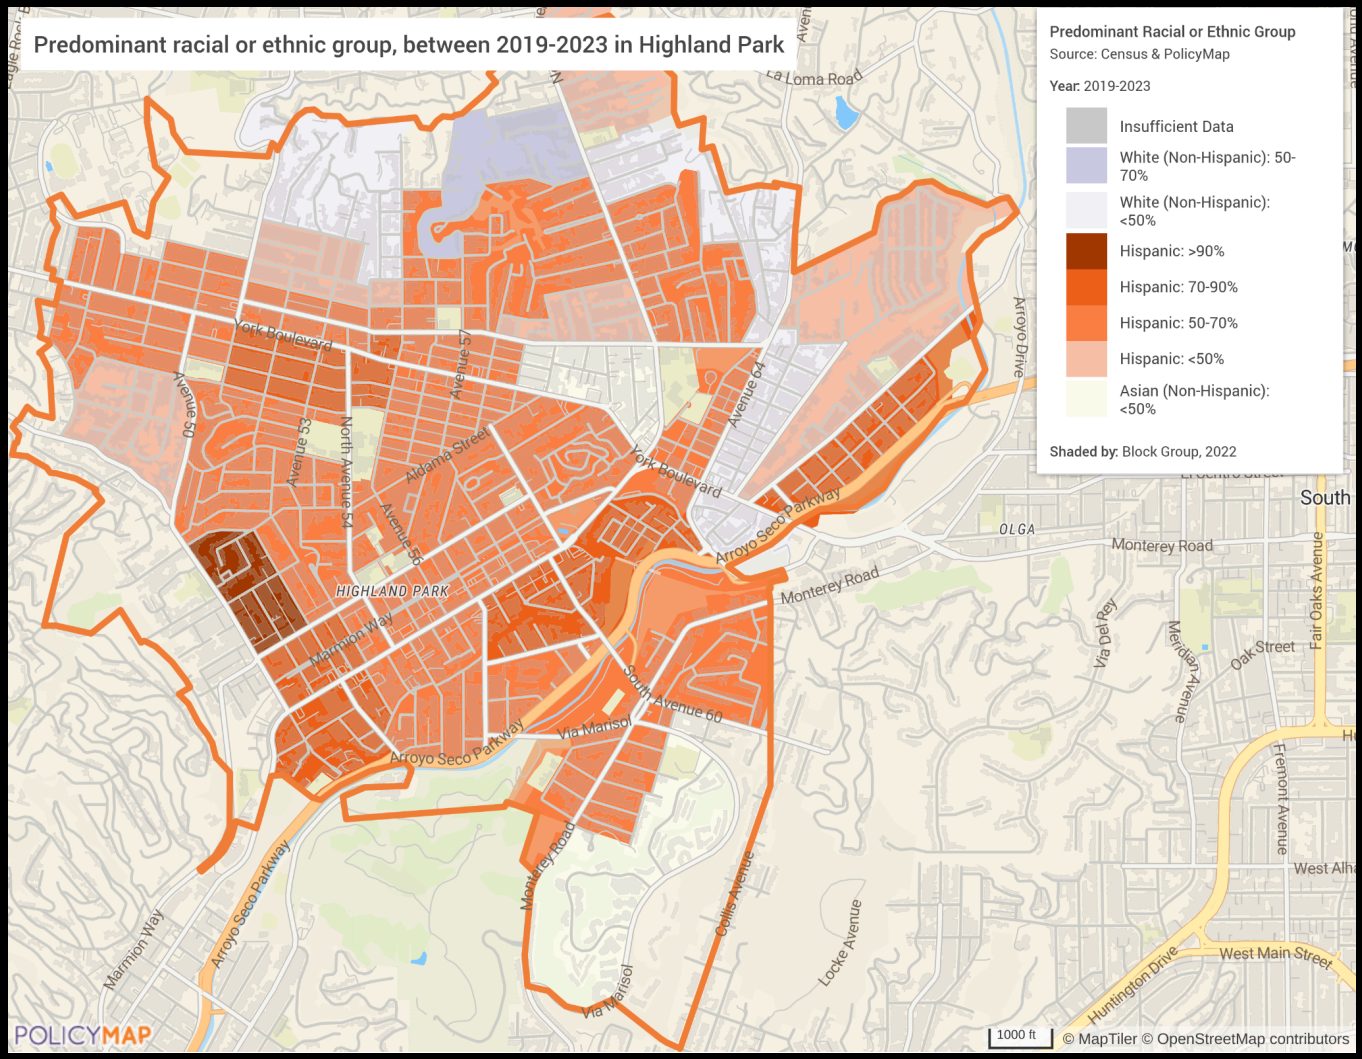 Predominant racial or ethnic group, between 2019-2023 in Highland Park
Predominant Racial or Ethnic Group
Source: Census & PolicyMap
Year: 2019-2023
Insufficient Data
White (Non-Hispanic): 50-
70%
White (Non-Hispanic):
<50%
Hispanic: >90%
Hispanic: 70-90%
Hispanic: 50-70%
Hispanic: <50%
Asian (Non-Hispanic):
<50%
Shaded by: Block Group, 2022
La Loma Road
Arroyo Drive
York Boulevard
Avenue 57
Avenue 64
Avenue 50
Avenue 53
North Avenue 54
Aldama Street
Avenue 56
York Boulevard
Arroyo Seco Parkway
HIGHLAND PARK
Marmion Way
Monterey Road
OLGA
Monterey Road
South
Fair Oaks Avenue
Via Del Rey
Meridian Avenue
Oak Street
South Avenue 60
Via Marisol
Arroyo Seco Parkway
Fremont Avenue
Monterey Road
Collis Avenue
Locke Avenue
Arroyo Seco Parkway
Marmion Way
Via Marisol
West Alha
West Main Street
Huntington Drive
POLICYMAP
1000 ft
© MapTiler © OpenStreetMap contributors